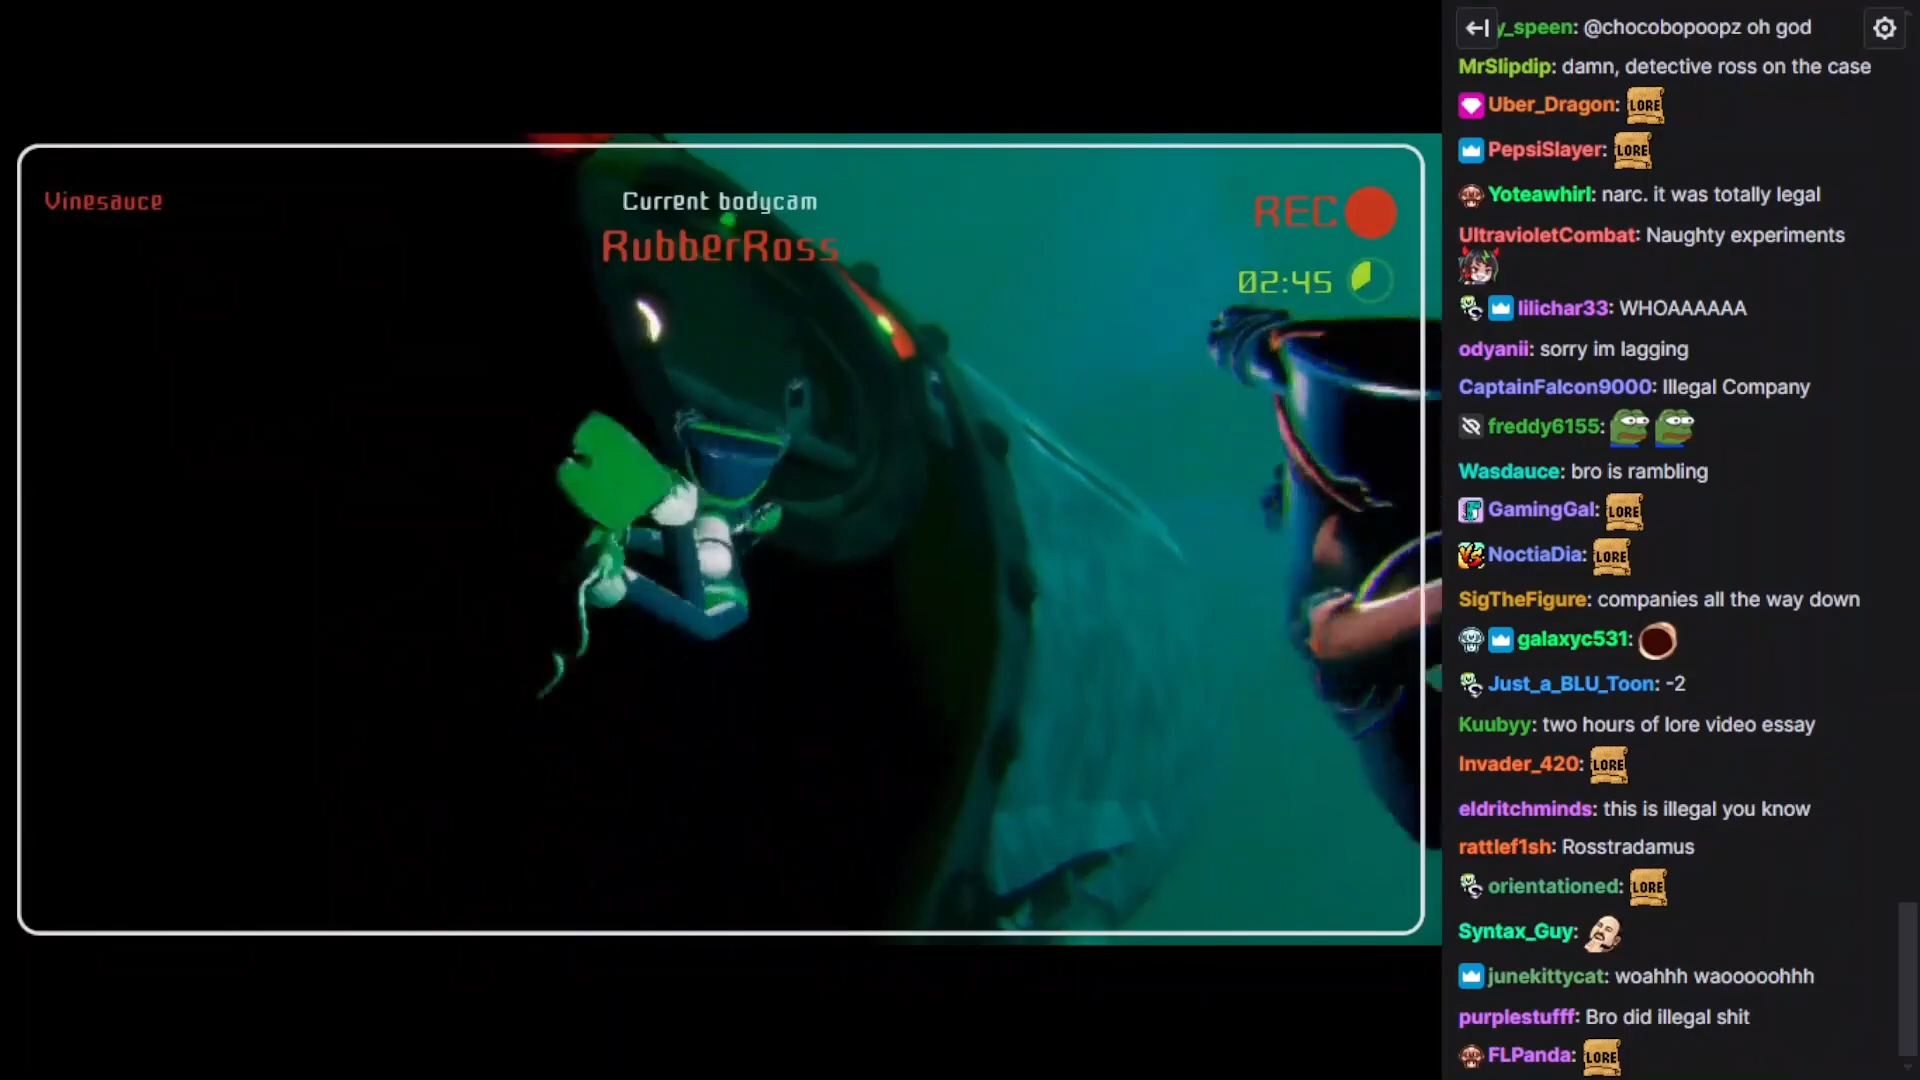 Vinesauce
Current bodycam
RubberRoss
REC
02:45
y_speen: @chocobopoopz oh god
MrSlipdip: damn, detective ross on the case
Uber_Dragon: LORE
PepsiSlayer: LORE
Yoteawhirl: narc. it was totally legal
UltravioletCombat: Naughty experiments
lilichar33: WHOAAAAAA
odyanii: sorry im lagging
CaptainFalcon9000: Illegal Company
freddy6155:
Wasdauce: bro is rambling
GamingGal: LORE
NoctiaDia: LORE
SigTheFigure: companies all the way down
galaxyc531:
Just_a_BLU_Toon: -2
Kuubyy: two hours of lore video essay
Invader_420: LORE
eldritchminds: this is illegal you know
rattlef1sh: Rosstradamus
orientationed: LORE
Syntax_Guy:
junekittycat: woahhh waooooohhh
purplestufff: Bro did illegal shit
FLPanda: LORE